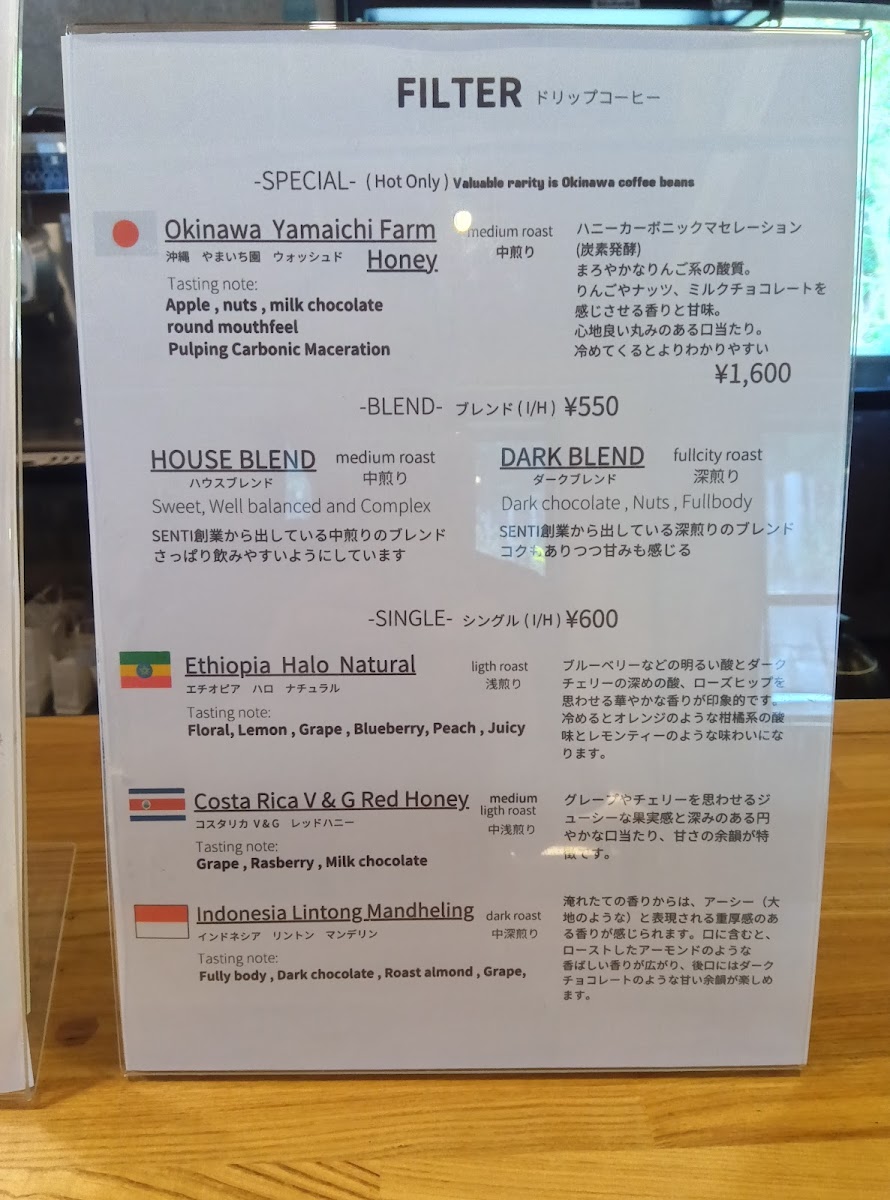 FILTER ドリップコーヒー
-SPECIAL- ( Hot Only ) Valuable rarity is Okinawa coffee beans
Okinawa Yamaichi Farm
Honey
沖縄 やまいち園 ウォッシュド
medium roast
中煎り
Tasting note:
Apple , nuts , milk chocolate
round mouthfeel
Pulping Carbonic Maceration
ハニーカーボニックマセレーション
(炭素発酵)
まろやかなりんご系の酸質。
りんごやナッツ、ミルクチョコレートを
感じさせる香りと甘味。
心地良い丸みのある口当たり。
冷めてくるとよりわかりやすい
¥1,600
-BLEND- ブレンド ( I/H ) ¥550
HOUSE BLEND
ハウスブレンド
medium roast
中煎り
Sweet, Well balanced and Complex
SENTI創業から出している中煎りのブレンド
さっぱり飲みやすいようにしています
DARK BLEND
ダークブレンド
fullcity roast
深煎り
Dark chocolate , Nuts , Fullbody
SENTI創業から出している深煎りのブレンド
コクもありつつ甘みも感じる
-SINGLE- シングル ( I/H ) ¥600
Ethiopia Halo Natural
エチオピア ハロ ナチュラル
ligth roast
浅煎り
Tasting note:
Floral, Lemon , Grape , Blueberry, Peach , Juicy
ブルーベリーなどの明るい酸とダーク
チェリーの深めの酸、ローズヒップを
思わせる華やかな香りが印象的です。
冷めるとオレンジのような柑橘系の酸
味とレモンティーのような味わいにな
ります。
Costa Rica V & G Red Honey
コスタリカ V&G レッドハニー
medium
ligth roast
中浅煎り
Tasting note:
Grape , Rasberry , Milk chocolate
グレープやチェリーを思わせるジ
ューシーな果実感と深みのある円
やかな口当たり、甘さの余韻が特
徴です。
Indonesia Lintong Mandheling
インドネシア リントン マンデリン
dark roast
中深煎り
Tasting note:
Fully body , Dark chocolate , Roast almond , Grape,
淹れたての香りからは、アーシー（大
地のような）と表現される重厚感のあ
る香りが感じられます。口に含むと、
ローストしたアーモンドのような
香ばしい香りが広がり、後口にはダーク
チョコレートのような甘い余韻が楽しめ
ます。